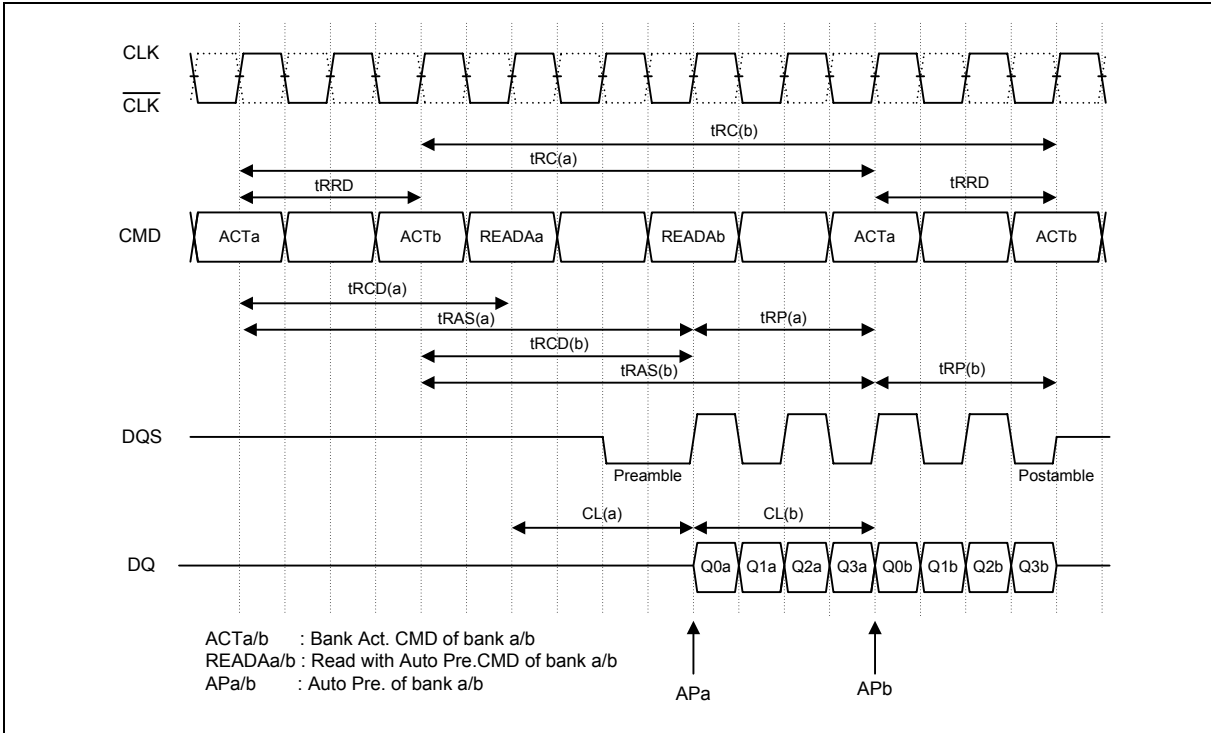 CLK
CLK
tRC(b)
tRC(a)
tRRD tRRD
CMD ACTa ACTb READAa READAb ACTa ACTb
tRCD(a)
tRAS(a) tRP(a)
tRCD(b)
tRAS(b) tRP(b)
DQS
Preamble Postamble
CL(a) CL(b)
DQ Q0a Q1a Q2a Q3a Q0b Q1b Q2b Q3b
ACTa/b : Bank Act. CMD of bank a/b
READAa/b : Read with Auto Pre.CMD of bank a/b
APa/b : Auto Pre. of bank a/b
APa APb